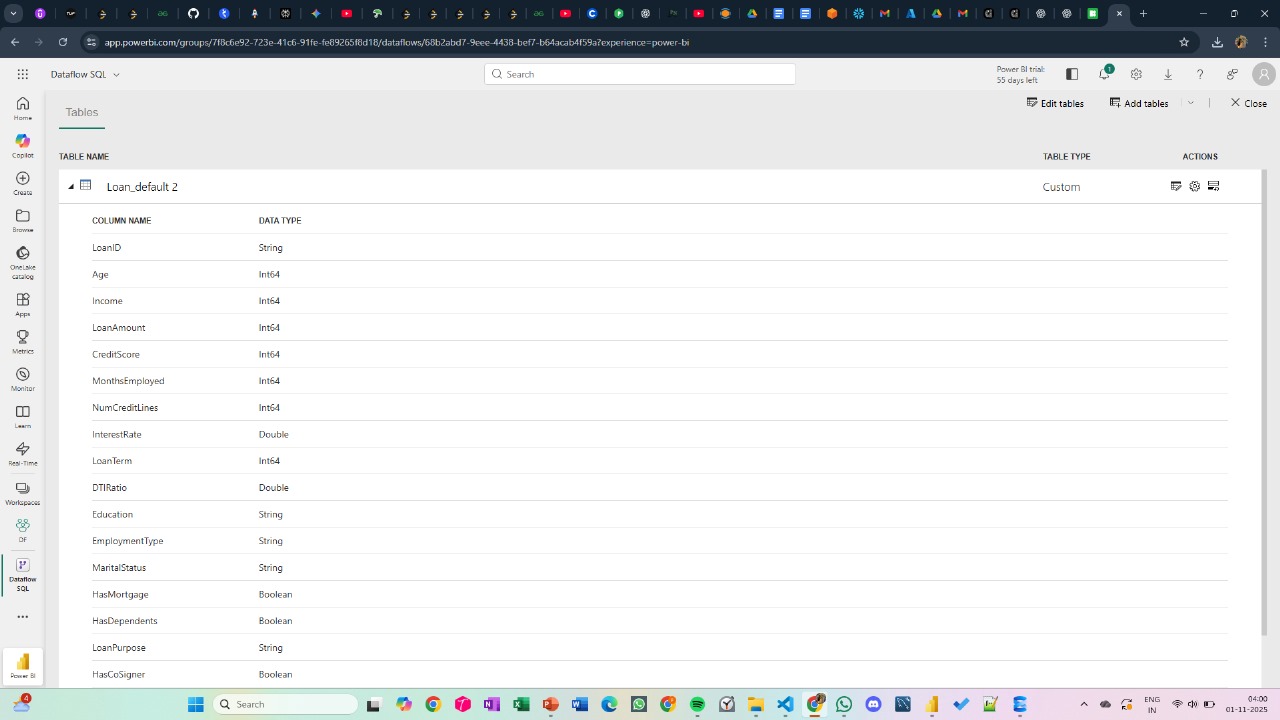 app.powerbi.com/groups/7f8c6e92-723e-41c6-91fe-fe89265f8d18/dataflows/68b2abd7-9eee-4438-bef7-b64acab4f59a?experience=power-bi
Dataflow SQL
Search
Power BI trial:
55 days left
1
Home
Copilot
Create
Browse
OneLake
catalog
Apps
Metrics
Monitor
Learn
Real-Time
Workspaces
DF
Dataflow
SQL
Power BI
Tables
Edit tables
Add tables
Close
TABLE NAME TABLE TYPE ACTIONS
Loan_default 2 Custom
COLUMN NAME DATA TYPE
LoanID String
Age Int64
Income Int64
LoanAmount Int64
CreditScore Int64
MonthsEmployed Int64
NumCreditLines Int64
InterestRate Double
LoanTerm Int64
DTIRatio Double
Education String
EmploymentType String
MaritalStatus String
HasMortgage Boolean
HasDependents Boolean
LoanPurpose String
HasCoSigner Boolean
4
Search
ENG
IN
04:00
01-11-2025